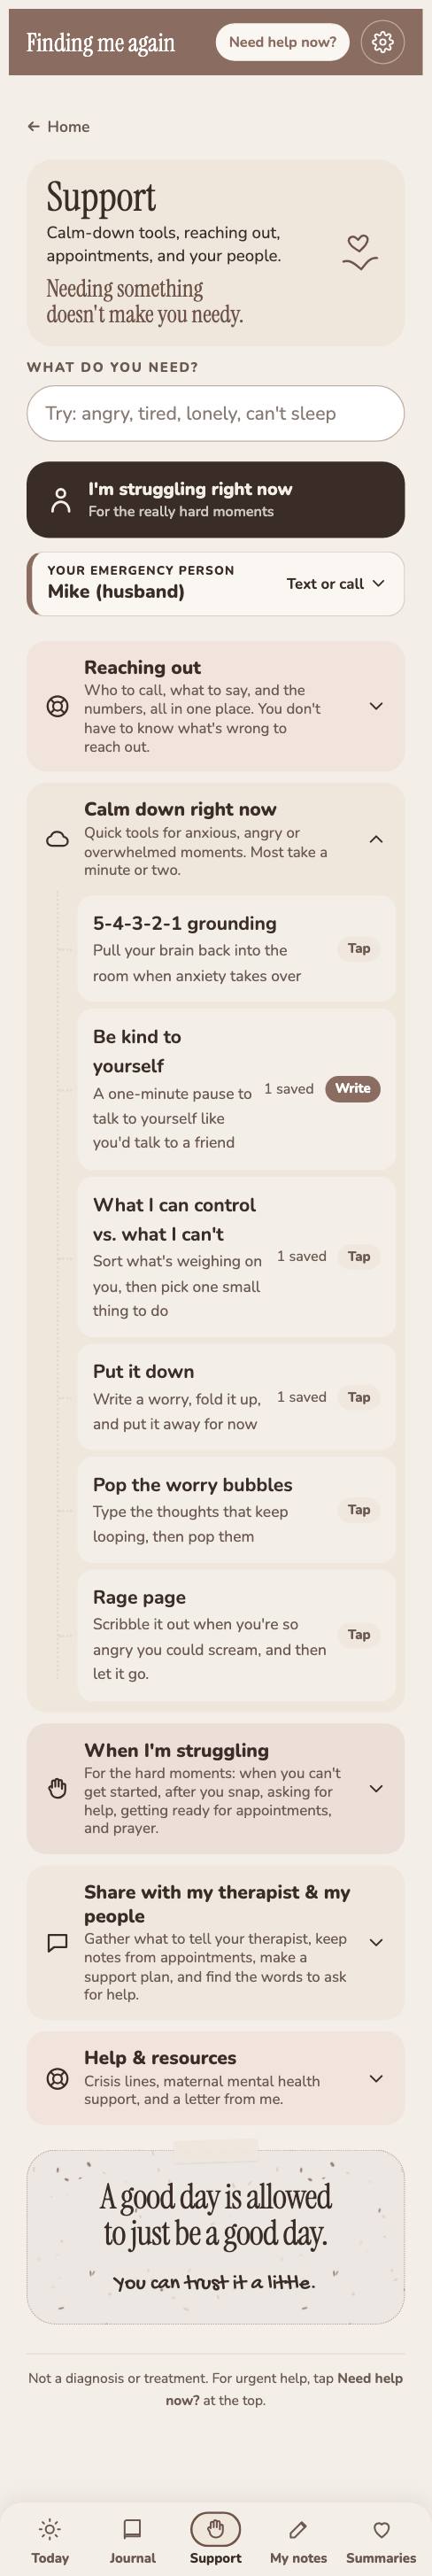 Finding me again
Need help now?
← Home
Support
Calm-down tools, reaching out,
appointments, and your people.
Needing something
doesn't make you needy.
WHAT DO YOU NEED?
Try: angry, tired, lonely, can't sleep
I'm struggling right now
For the really hard moments
YOUR EMERGENCY PERSON
Mike (husband)
Text or call
Reaching out
Who to call, what to say, and the
numbers, all in one place. You don't
have to know what's wrong to
reach out.
Calm down right now
Quick tools for anxious, angry or
overwhelmed moments. Most take a
minute or two.
5-4-3-2-1 grounding
Pull your brain back into the
room when anxiety takes over
Tap
Be kind to
yourself
A one-minute pause to
talk to yourself like
you'd talk to a friend
1 saved
Write
What I can control
vs. what I can't
Sort what's weighing on
you, then pick one small
thing to do
1 saved
Tap
Put it down
Write a worry, fold it up,
and put it away for now
1 saved
Tap
Pop the worry bubbles
Type the thoughts that keep
looping, then pop them
Tap
Rage page
Scribble it out when you're so
angry you could scream, and then
let it go.
Tap
When I'm struggling
For the hard moments: when you can't
get started, after you snap, asking for
help, getting ready for appointments,
and prayer.
Share with my therapist & my
people
Gather what to tell your therapist, keep
notes from appointments, make a
support plan, and find the words to ask
for help.
Help & resources
Crisis lines, maternal mental health
support, and a letter from me.
A good day is allowed
to just be a good day.
You can trust it a little.
Not a diagnosis or treatment. For urgent help, tap Need help
now? at the top.
Today
Journal
Support
My notes
Summaries